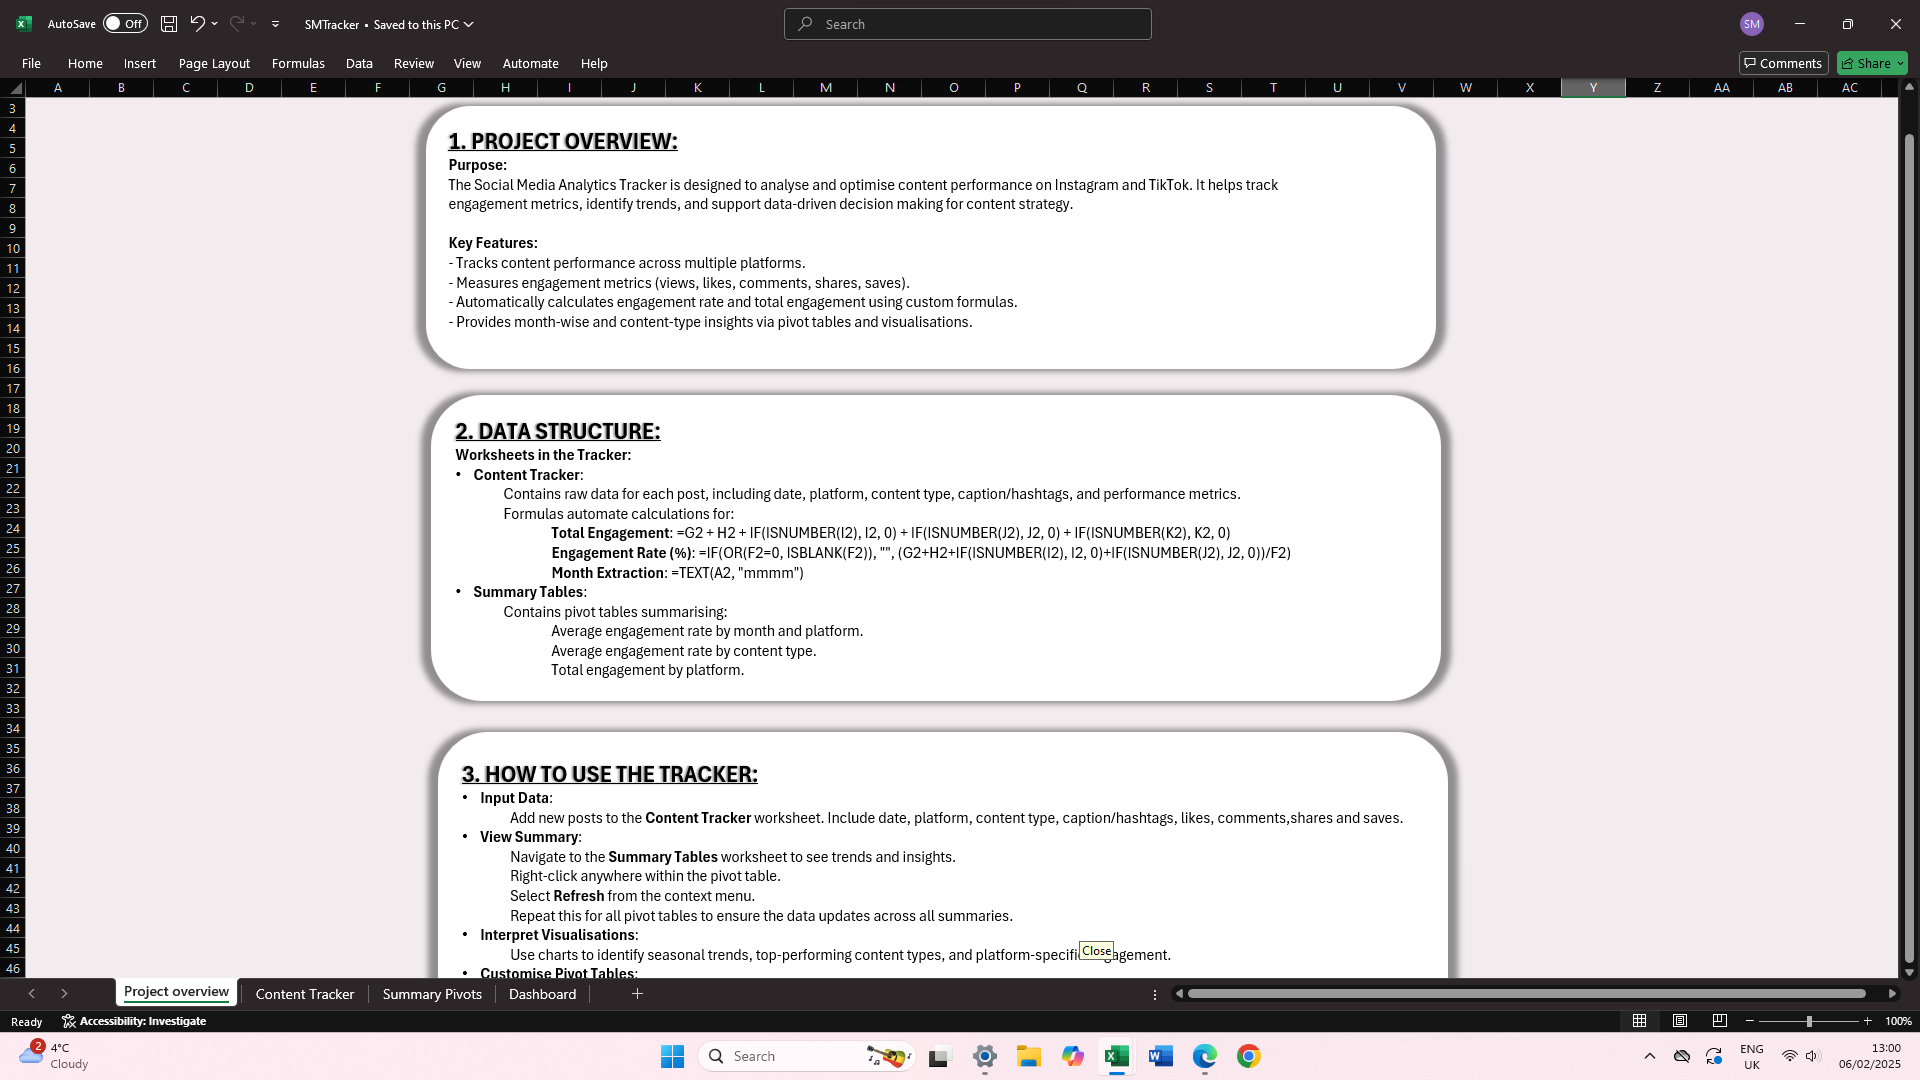 AutoSave Off SMTracker • Saved to this PC Search SM
File Home Insert Page Layout Formulas Data Review View Automate Help Comments Share
A B C D E F G H I J K L M N O P Q R S T U V W X Y Z AA AB AC
3
4
5
6
7
8
9
10
11
12
13
14
15
16
17
18
19
20
21
22
23
24
25
26
27
28
29
30
31
32
33
34
35
36
37
38
39
40
41
42
43
44
45
46
1. PROJECT OVERVIEW:
Purpose:
The Social Media Analytics Tracker is designed to analyse and optimise content performance on Instagram and TikTok. It helps track
engagement metrics, identify trends, and support data-driven decision making for content strategy.
Key Features:
- Tracks content performance across multiple platforms.
- Measures engagement metrics (views, likes, comments, shares, saves).
- Automatically calculates engagement rate and total engagement using custom formulas.
- Provides month-wise and content-type insights via pivot tables and visualisations.
2. DATA STRUCTURE:
Worksheets in the Tracker:
• Content Tracker:
Contains raw data for each post, including date, platform, content type, caption/hashtags, and performance metrics.
Formulas automate calculations for:
Total Engagement: =G2 + H2 + IF(ISNUMBER(I2), I2, 0) + IF(ISNUMBER(J2), J2, 0) + IF(ISNUMBER(K2), K2, 0)
Engagement Rate (%): =IF(OR(F2=0, ISBLANK(F2)), "", (G2+H2+IF(ISNUMBER(I2), I2, 0)+IF(ISNUMBER(J2), J2, 0))/F2)
Month Extraction: =TEXT(A2, "mmmm")
• Summary Tables:
Contains pivot tables summarising:
Average engagement rate by month and platform.
Average engagement rate by content type.
Total engagement by platform.
3. HOW TO USE THE TRACKER:
• Input Data:
Add new posts to the Content Tracker worksheet. Include date, platform, content type, caption/hashtags, likes, comments,shares and saves.
• View Summary:
Navigate to the Summary Tables worksheet to see trends and insights.
Right-click anywhere within the pivot table.
Select Refresh from the context menu.
Repeat this for all pivot tables to ensure the data updates across all summaries.
• Interpret Visualisations:
Use charts to identify seasonal trends, top-performing content types, and platform-specifi Close agement.
• Customise Pivot Tables:
Project overview Content Tracker Summary Pivots Dashboard
Ready Accessibility: Investigate 100%
2 4°C
Cloudy
Search
ENG
UK
13:00
06/02/2025